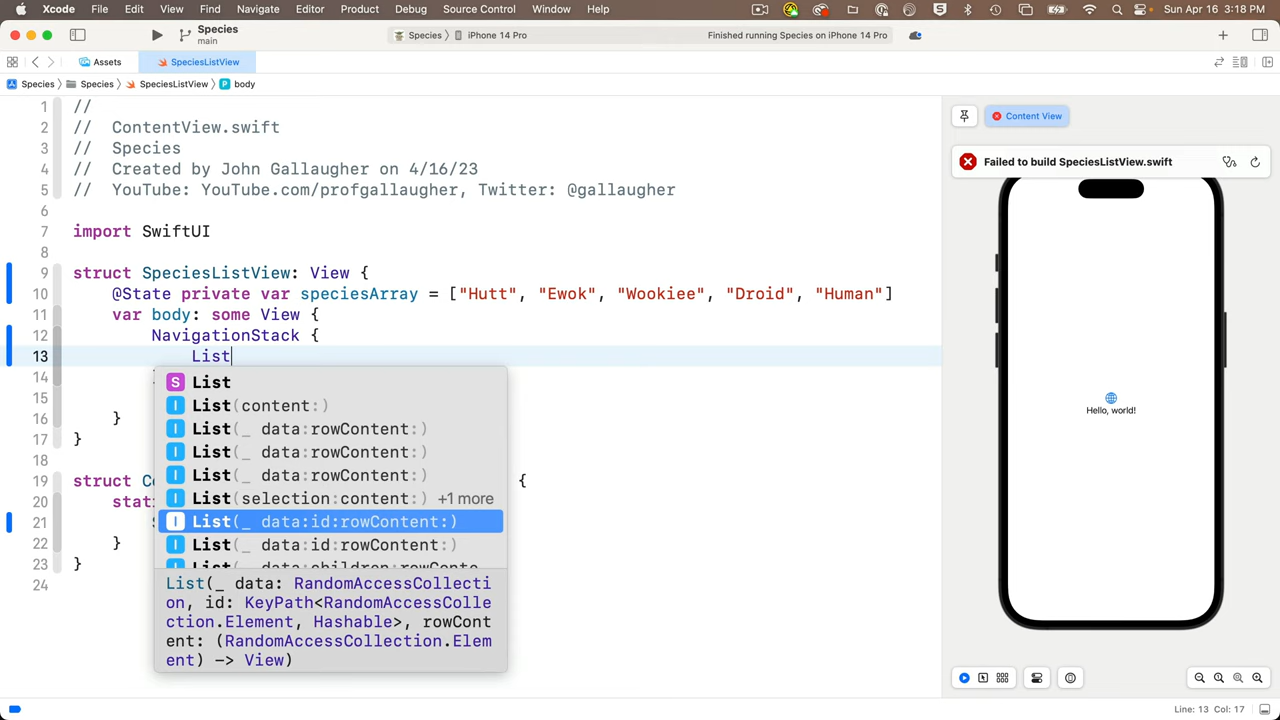 Xcode File Edit View Find Navigate Editor Product Debug Source Control Window Help Sun Apr 16 3:18 PM
Species
main
Species iPhone 14 Pro Finished running Species on iPhone 14 Pro
Assets SpeciesListView
Species Species SpeciesListView body
1 //
2 // ContentView.swift
3 // Species
4 // Created by John Gallaugher on 4/16/23
5 // YouTube: YouTube.com/profgallaugher, Twitter: @gallaugher
6
7 import SwiftUI
8
9 struct SpeciesListView: View {
10 @State private var speciesArray = ["Hutt", "Ewok", "Wookiee", "Droid", "Human"]
11 var body: some View {
12 NavigationStack {
13 List
14
15
16 }
17 }
18
19 struct Co {
20 stati
21
22 }
23 }
24
S List
I List(content:)
I List(_ data:rowContent:)
I List(_ data:rowContent:)
I List(_ data:rowContent:)
I List(selection:content:) +1 more
I List(_ data:id:rowContent:)
I List(_ data:id:rowContent:)
List(_ data:children:rowConte
List(_ data: RandomAccessCollecti
on, id: KeyPath<RandomAccessColle
ction.Element, Hashable>, rowCont
ent: (RandomAccessCollection.Elem
ent) -> View)
Content View
Failed to build SpeciesListView.swift
Hello, world!
Line: 13 Col: 17